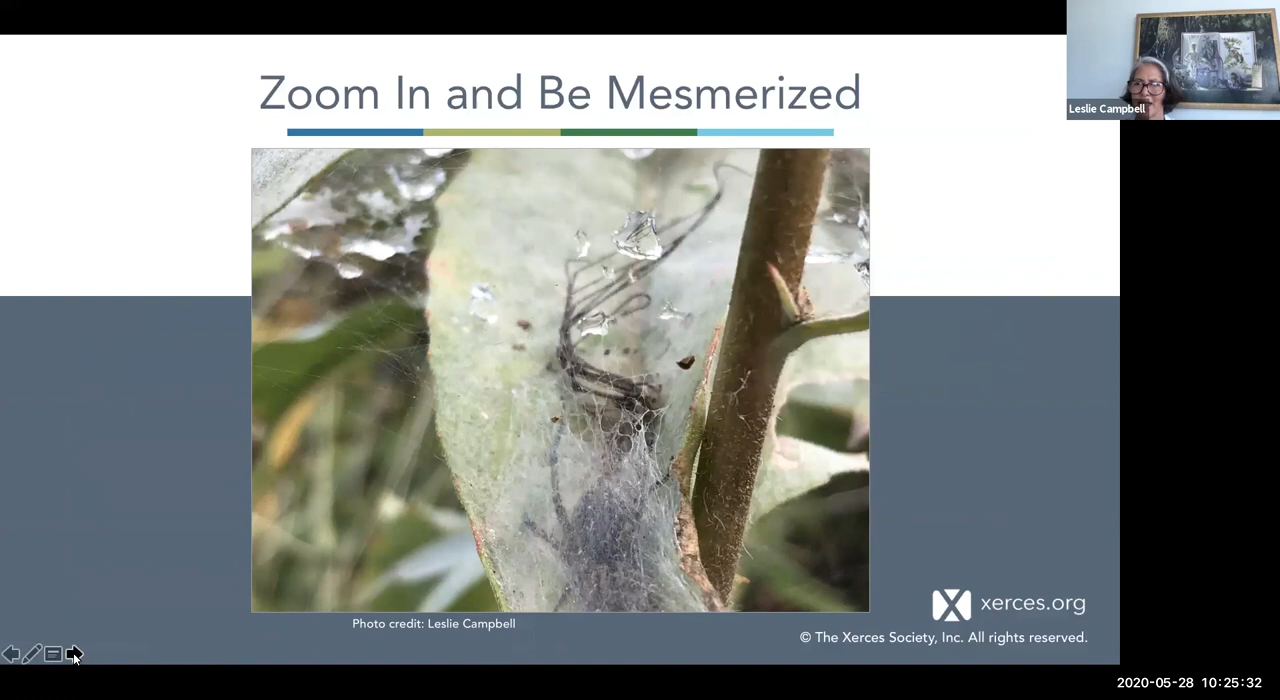 Zoom In and Be Mesmerized
Leslie Campbell
xerces.org
Photo credit: Leslie Campbell
© The Xerces Society, Inc. All rights reserved.
2020-05-28 10:25:32